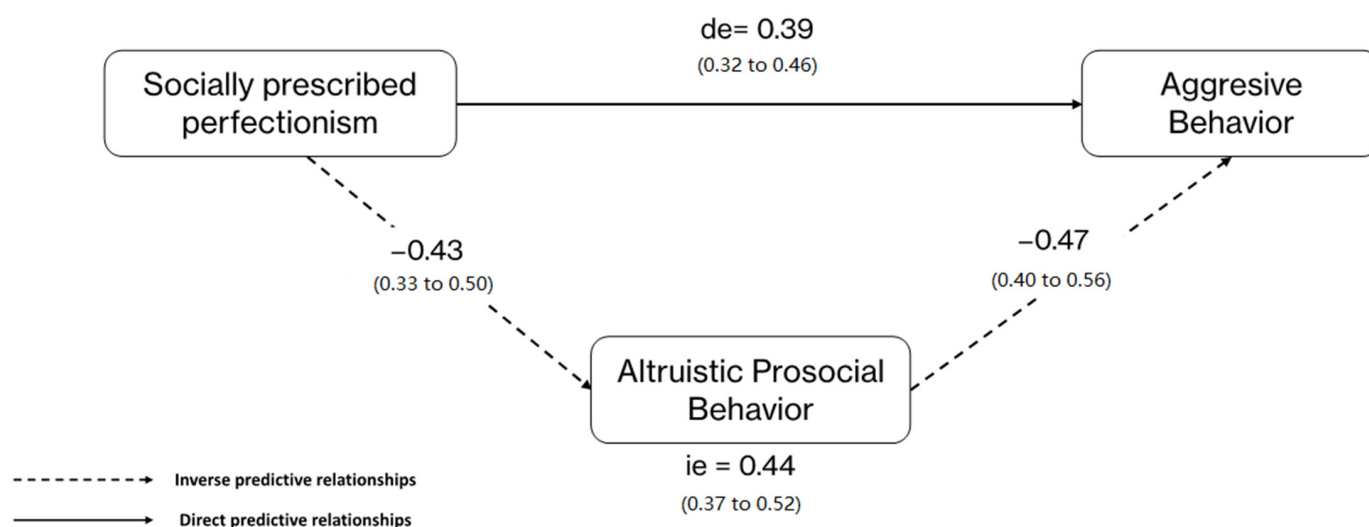 de= 0.39
(0.32 to 0.46)
Socially prescribed
perfectionism
Aggresive
Behavior
−0.43
(0.33 to 0.50)
−0.47
(0.40 to 0.56)
Altruistic Prosocial
Behavior
ie = 0.44
(0.37 to 0.52)
Inverse predictive relationships
Direct predictive relationships